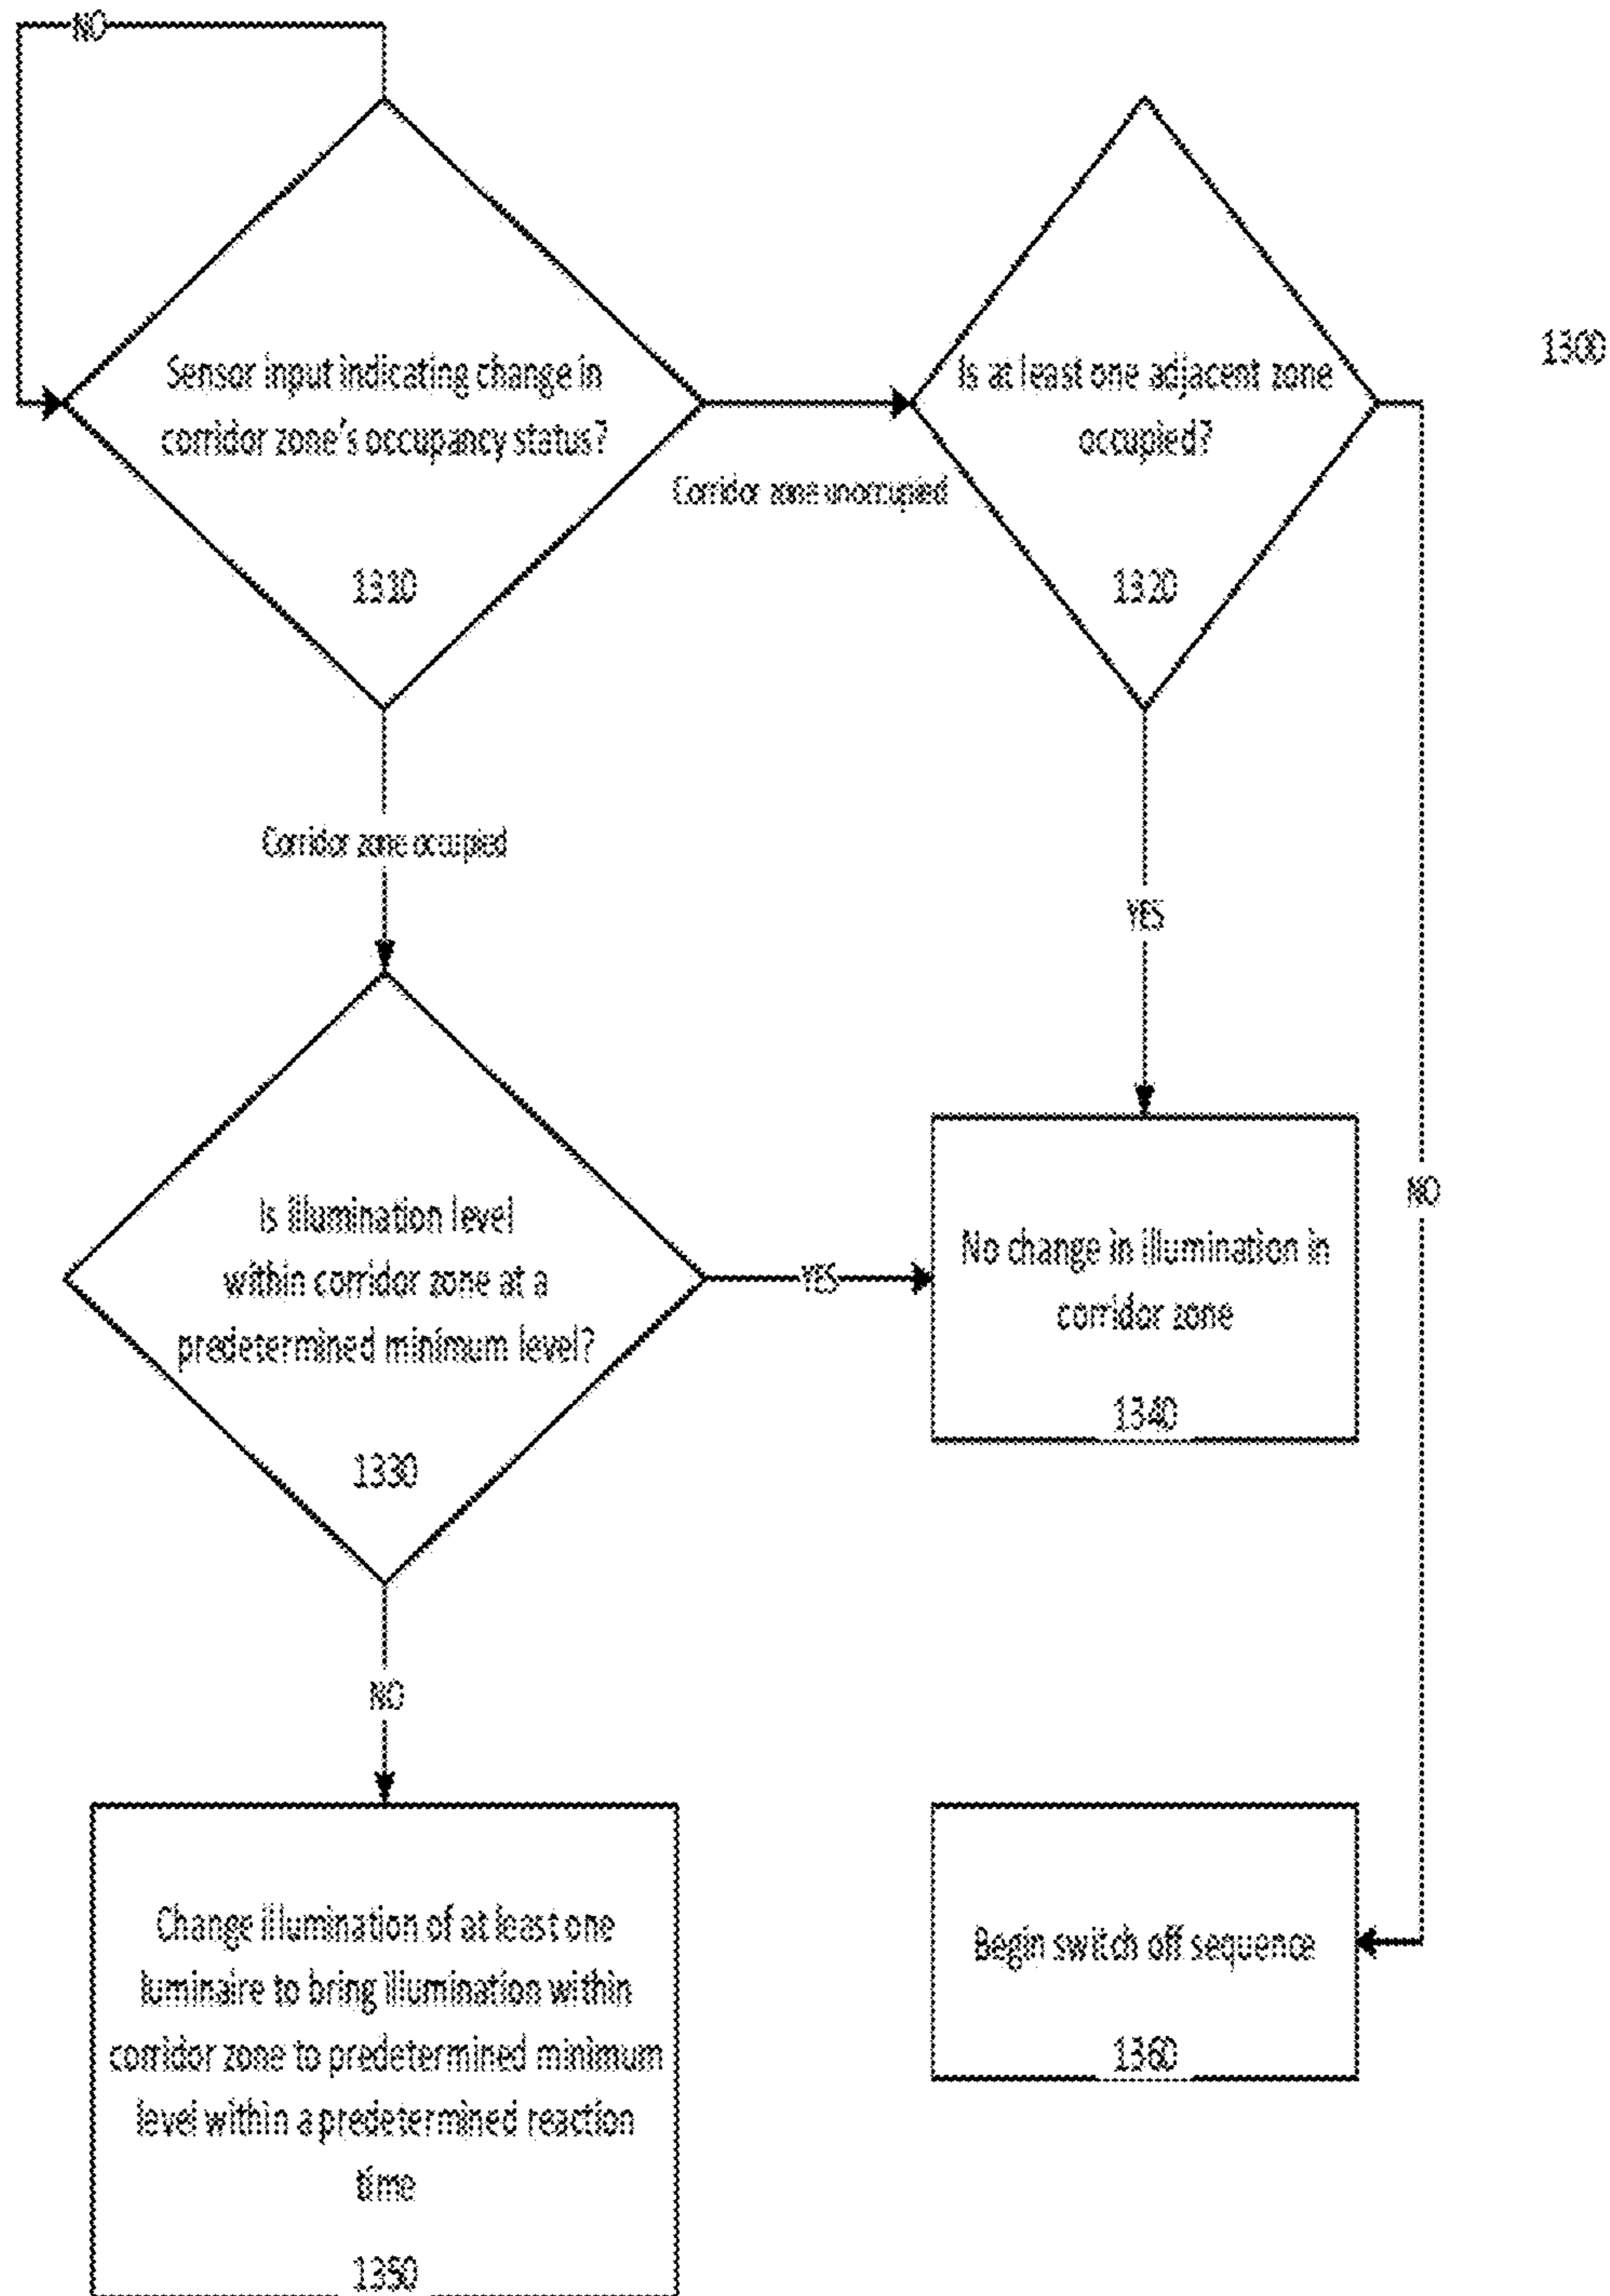 NO
Sensor input indicating change in
corridor zone's occupancy status?
1310
Corridor zone unoccupied
Is at least one adjacent zone
occupied?
1320
1300
Corridor zone occupied
YES
Is illumination level
within corridor zone at a
predetermined minimum level?
1330
YES
No change in illumination in
corridor zone
1340
NO
NO
Change illumination of at least one
luminaire to bring illumination within
corridor zone to predetermined minimum
level within a predetermined reaction
time
1350
Begin switch off sequence
1360